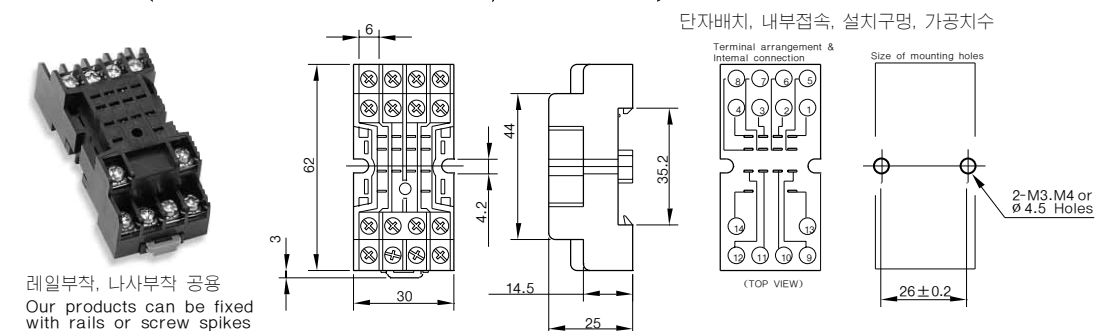 단자배치, 내부접속, 설치구멍, 가공치수
6
62
3
30
4.2
44
35.2
14.5
25
Terminal arrangement &
Internal connection
8 7 6 5
4 3 2 1
14 13
12 11 10 9
(TOP VIEW)
Size of mounting holes
2-M3.M4 or
ø 4.5 Holes
26±0.2
레일부착, 나사부착 공용
Our products can be fixed
with rails or screw spikes